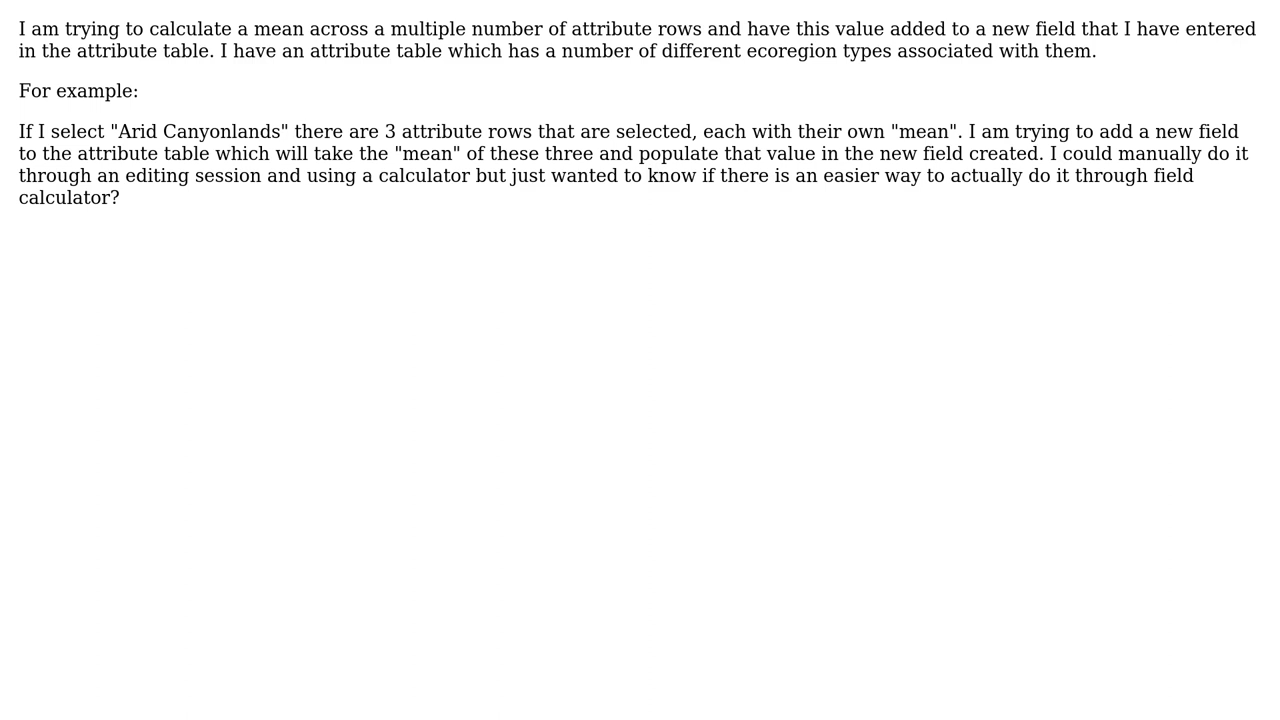 I am trying to calculate a mean across a multiple number of attribute rows and have this value added to a new field that I have entered
in the attribute table. I have an attribute table which has a number of different ecoregion types associated with them.
For example:
If I select "Arid Canyonlands" there are 3 attribute rows that are selected, each with their own "mean". I am trying to add a new field
to the attribute table which will take the "mean" of these three and populate that value in the new field created. I could manually do it
through an editing session and using a calculator but just wanted to know if there is an easier way to actually do it through field
calculator?